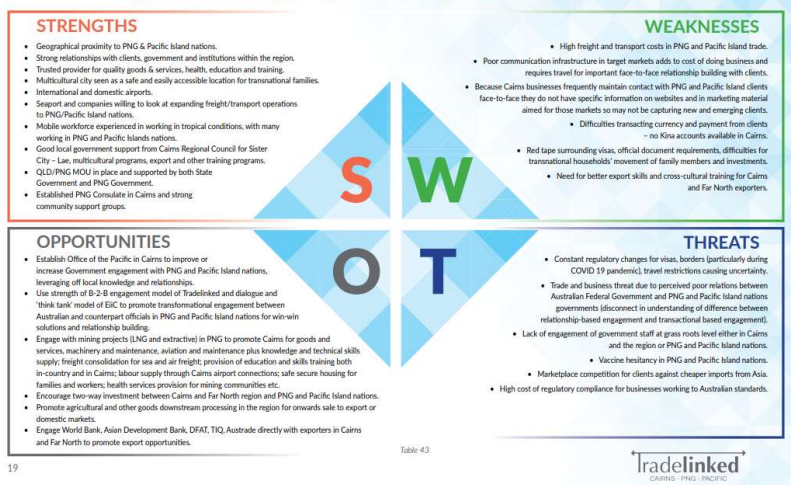 STRENGTHS
• Geographical proximity to PNG & Pacific Island nations.
• Strong relationships with clients, government and institutions within the region.
• Trusted provider for quality goods & services, health, education and training.
• Multicultural city seen as a safe and easily accessible location for transnational families.
• International and domestic airports.
• Seaport and companies willing to look at expanding freight/transport operations
to PNG/Pacific Island nations.
• Mobile workforce experienced in working in tropical conditions, with many
working in PNG and Pacific Islands nations.
• Good local government support from Cairns Regional Council for Sister
City – Lae, multicultural programs, export and other training programs.
• QLD/PNG MOU in place and supported by both State
Government and PNG Government.
• Established PNG Consulate in Cairns and strong
community support groups.
WEAKNESSES
• High freight and transport costs in PNG and Pacific Island trade.
• Poor communication infrastructure in target markets adds to cost of doing business and
requires travel for important face-to-face relationship building with clients.
• Because Cairns businesses frequently maintain contact with PNG and Pacific Island clients
face-to-face they do not have specific information on websites and in marketing material
aimed for those markets so may not be capturing new and emerging clients.
• Difficulties transacting currency and payment from clients
– no Kina accounts available in Cairns.
• Red tape surrounding visas, official document requirements, difficulties for
transnational households' movement of family members and investments.
• Need for better export skills and cross-cultural training for Cairns
and Far North exporters.
S W
O T
OPPORTUNITIES
• Establish Office of the Pacific in Cairns to improve or
increase Government engagement with PNG and Pacific Island nations,
leveraging off local knowledge and relationships.
• Use strength of B-2-B engagement model of Tradelinked and dialogue and
'think tank' model of EiiC to promote transformational engagement between
Australian and counterpart officials in PNG and Pacific Island nations for win-win
solutions and relationship building.
• Engage with mining projects (LNG and extractive) in PNG to promote Cairns for goods and
services, machinery and maintenance, aviation and maintenance plus knowledge and technical skills
supply; freight consolidation for sea and air freight; provision of education and skills training both
in-country and in Cairns; labour supply through Cairns airport connections; safe secure housing for
families and workers; health services provision for mining communities etc.
• Encourage two-way investment between Cairns and Far North region and PNG and Pacific Island nations.
• Promote agricultural and other goods downstream processing in the region for onwards sale to export or
domestic markets.
• Engage World Bank, Asian Development Bank, DFAT, TIQ, Austrade directly with exporters in Cairns
and Far North to promote export opportunities.
THREATS
• Constant regulatory changes for visas, borders (particularly during
COVID 19 pandemic), travel restrictions causing uncertainty.
• Trade and business threat due to perceived poor relations between
Australian Federal Government and PNG and Pacific Island nations
governments (disconnect in understanding of difference between
relationship-based engagement and transactional based engagement).
• Lack of engagement of government staff at grass roots level either in Cairns
and the region or PNG and Pacific Island nations.
• Vaccine hesitancy in PNG and Pacific Island nations.
• Marketplace competition for clients against cheaper imports from Asia.
• High cost of regulatory compliance for businesses working to Australian standards.
Table 43
19
Tradelinked
CAIRNS - PNG - PACIFIC